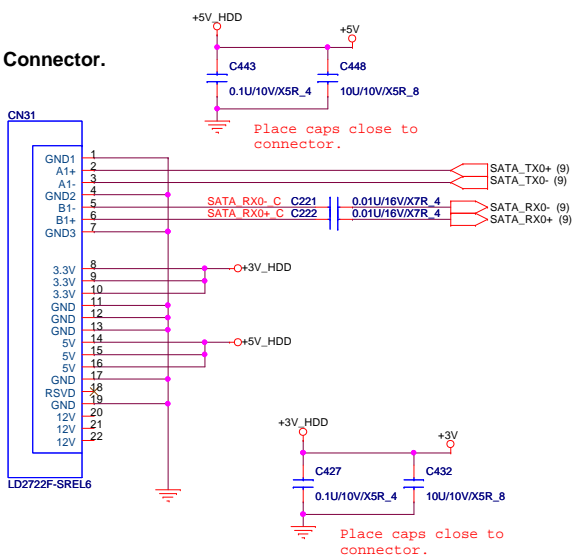 +5V_HDD
+5V
Connector.
C443
C448
0.1U/10V/X5R_4
10U/10V/X5R_8
Place caps close to
connector.
CN31
GND1 1
A1+ 2
A1- 3
GND2 4
B1- 5
B1+ 6
GND3 7
SATA_TX0+ (9)
SATA_TX0- (9)
SATA_RX0-_C C221 0.01U/16V/X7R_4 SATA_RX0- (9)
SATA_RX0+_C C222 0.01U/16V/X7R_4 SATA_RX0+ (9)
3.3V 8
3.3V 9
3.3V 10
+3V_HDD
GND 11
GND 12
GND 13
5V 14
5V 15
5V 16
+5V_HDD
GND 17
RSVD 18
GND 19
12V 20
12V 21
12V 22
LD2722F-SREL6
+3V_HDD
+3V
C427
C432
0.1U/10V/X5R_4
10U/10V/X5R_8
Place caps close to
connector.